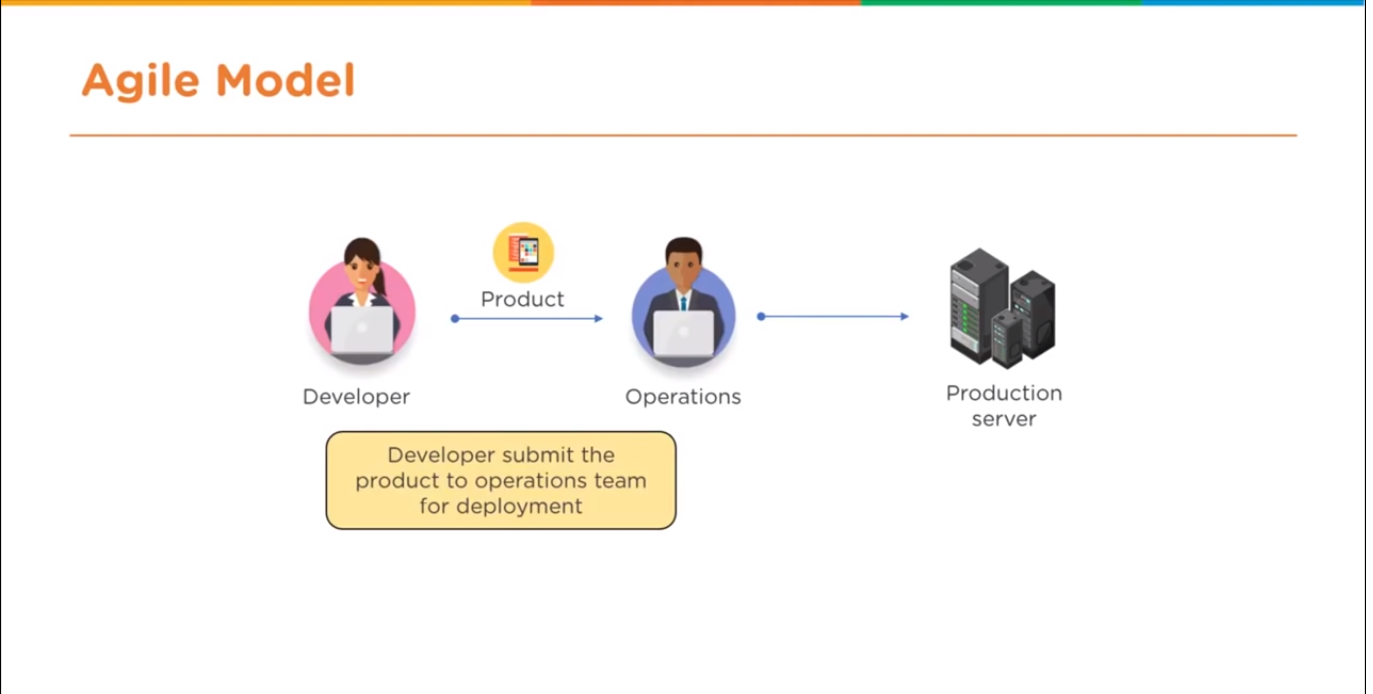 Agile Model
Product
Developer
Operations
Production
server
Developer submit the
product to operations team
for deployment